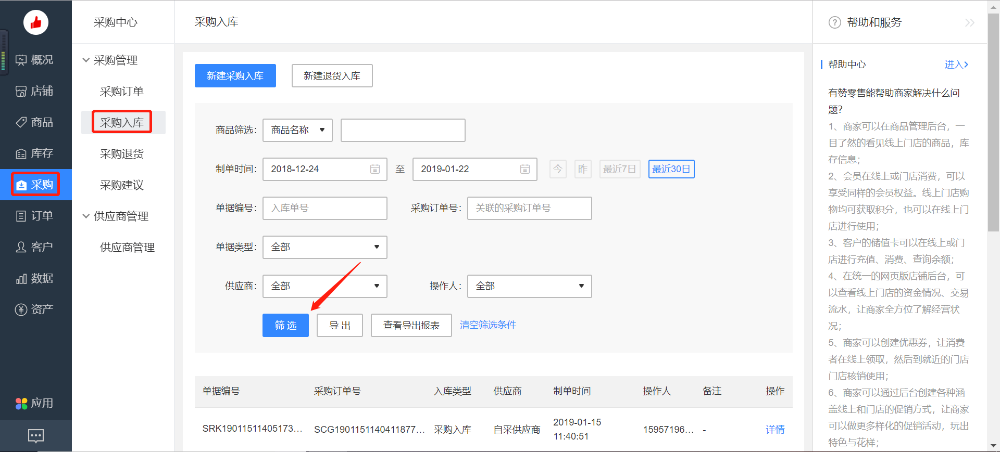 概况
店铺
商品
库存
采购
订单
客户
数据
资产
应用
采购中心
采购管理
采购订单
采购入库
采购退货
采购建议
供应商管理
供应商管理
采购入库
新建采购入库 新建退货入库
商品筛选： 商品名称
制单时间： 2018-12-24 至 2019-01-22 今 昨 最近7日 最近30日
单据编号： 入库单号 采购订单号： 关联的采购订单号
单据类型： 全部
供应商： 全部 操作人： 全部
筛 选 导 出 查看导出报表 清空筛选条件
单据编号 采购订单号 入库类型 供应商 制单时间 操作人 备注 操作
SRK19011511405173... SCG1901151140411877... 采购入库 自采供应商 2019-01-15 11:40:51 15957196... - 详情
帮助和服务
帮助中心 进入
有赞零售能帮助商家解决什么问
题？
1、商家可以在商品管理后台，一
目了然的看见线上门店的商品，库
存信息；
2、会员在线上或门店消费，可以
享受同样的会员权益。线上门店购
物均可获取积分，也可以在线上门
店进行使用；
3、客户的储值卡可以在线上或门
店进行充值、消费、查询余额；
4、在统一的网页版店铺后台，可
以查看线上门店的资金情况、交易
流水，让商家全方位了解经营状
况；
5、商家可以创建优惠券，让消费
者在线上领取，然后到就近的门店
门店核销使用；
6、商家可以通过后台创建各种涵
盖线上和门店的促销方式，让商家
可以做更多样化的促销活动，玩出
特色与花样；